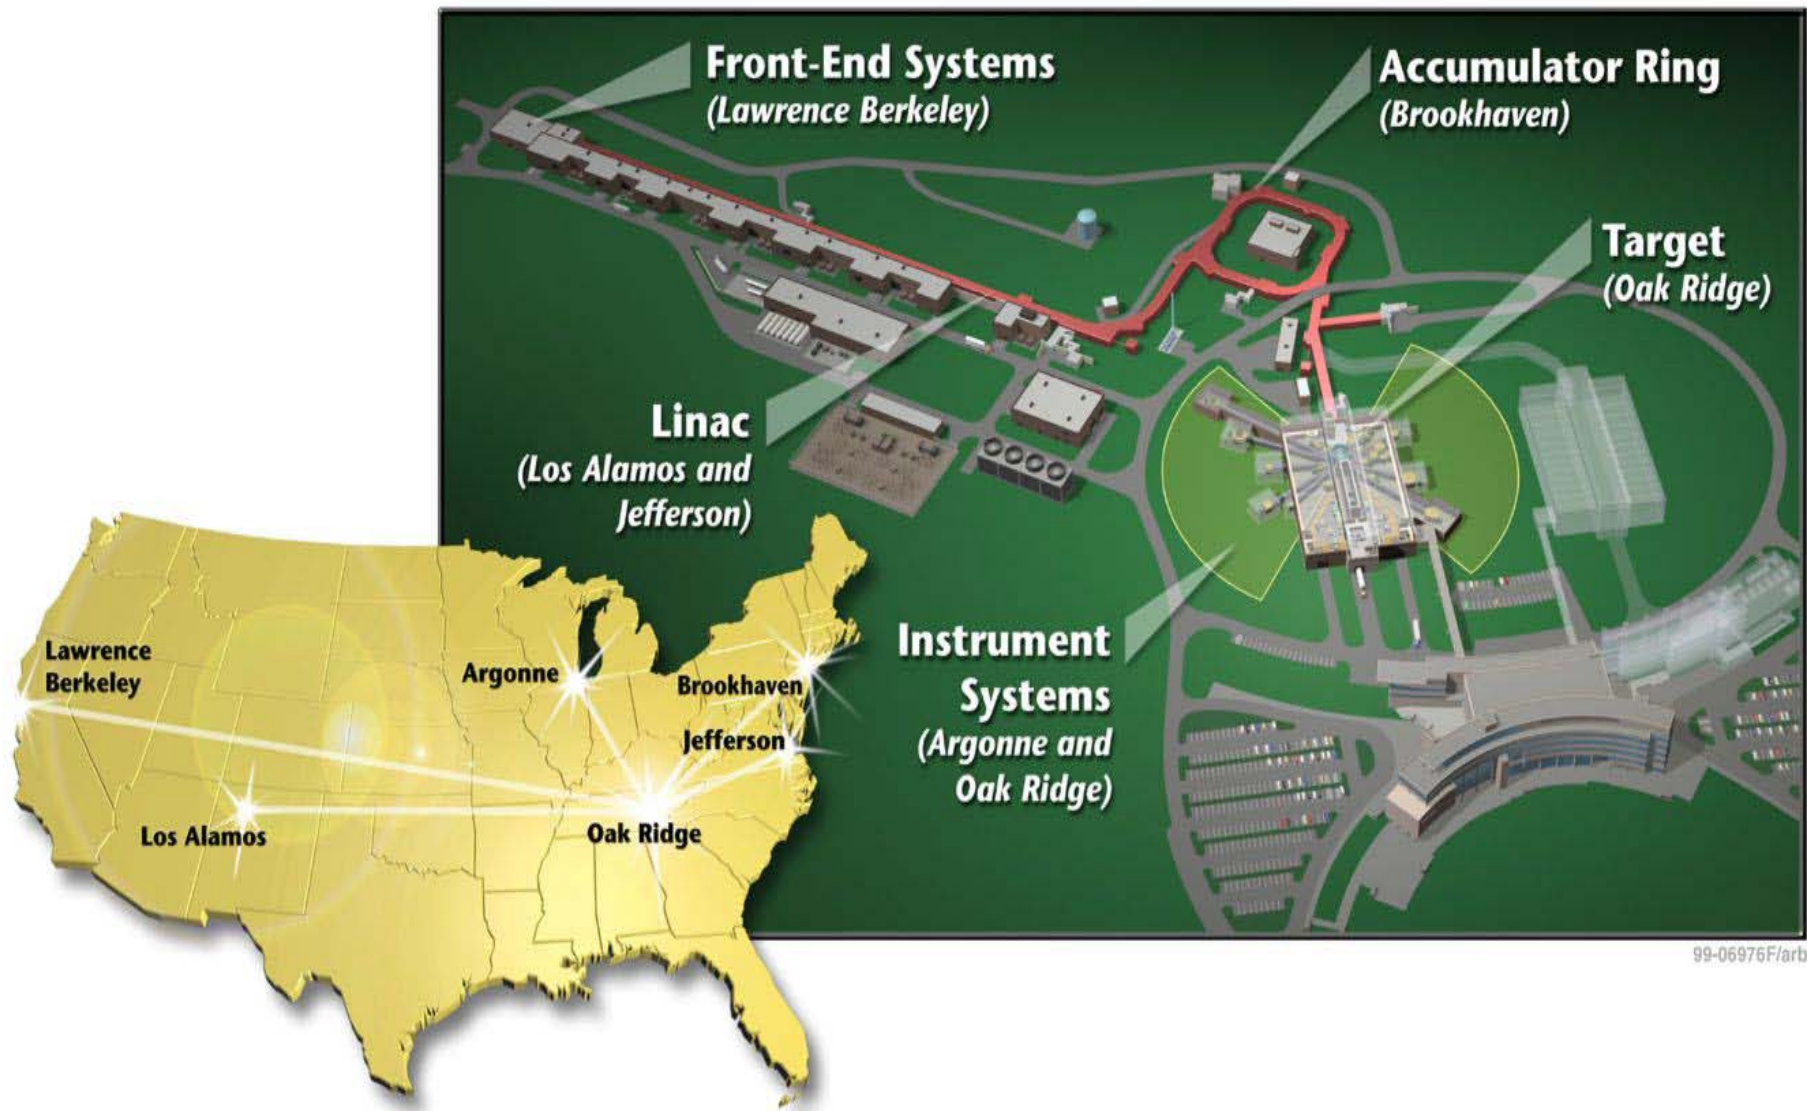 Front-End Systems
(Lawrence Berkeley)
Accumulator Ring
(Brookhaven)
Target
(Oak Ridge)
Linac
(Los Alamos and
Jefferson)
Instrument
Systems
(Argonne and
Oak Ridge)
Lawrence
Berkeley
Argonne
Brookhaven
Jefferson
Los Alamos
Oak Ridge
99-06976F/arb